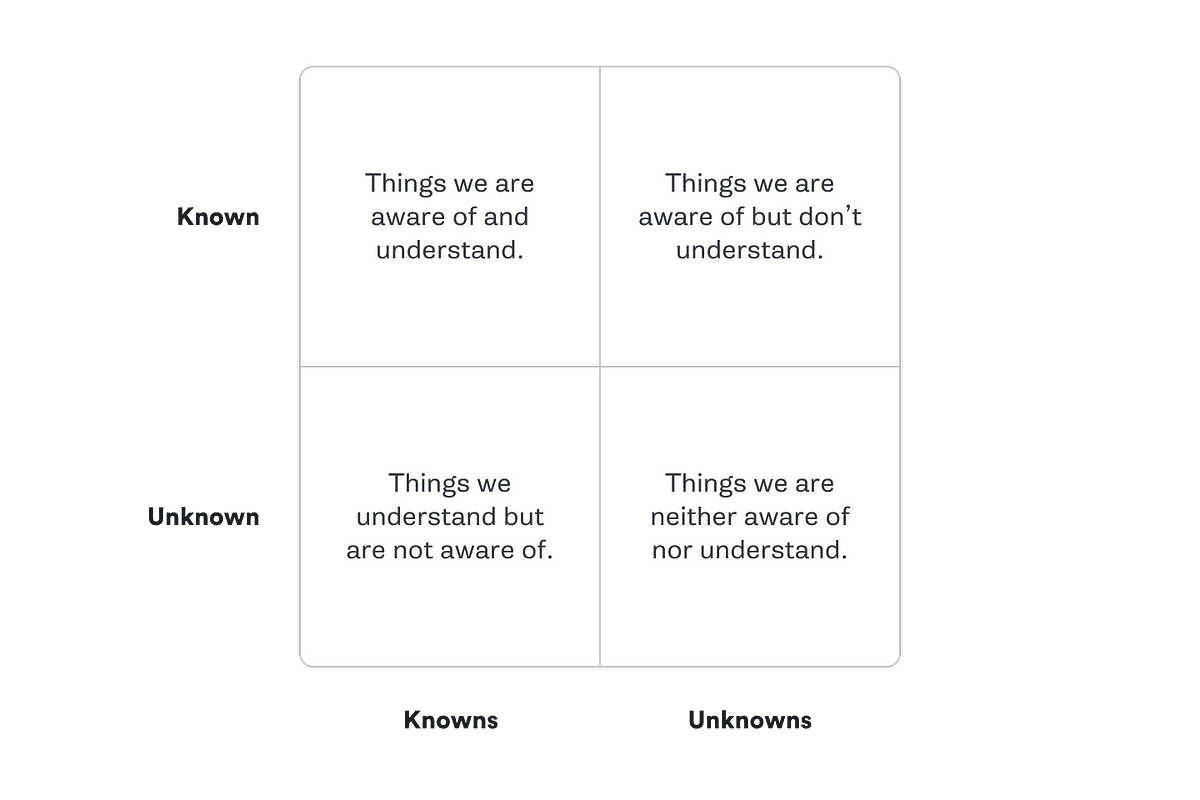 Known
Things we are
aware of and
understand.
Things we are
aware of but don’t
understand.
Unknown
Things we
understand but
are not aware of.
Things we are
neither aware of
nor understand.
Knowns
Unknowns